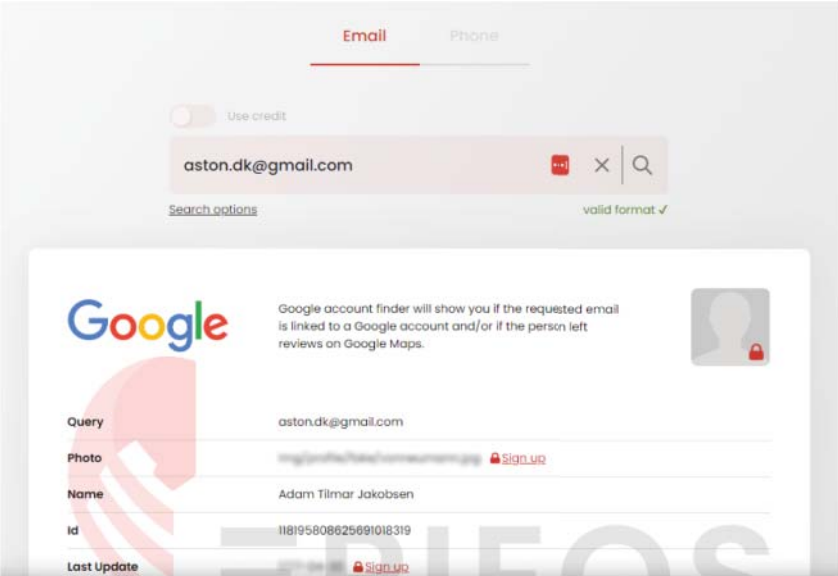 Email Phone
Use credit
aston.dk@gmail.com
Search options valid format ✓
Google
Google account finder will show you if the requested email
is linked to a Google account and/or if the person left
reviews on Google Maps.
Query aston.dk@gmail.com
Photo Sign up
Name Adam Tilmar Jakobsen
Id 118195808625691018319
Last Update Sign up